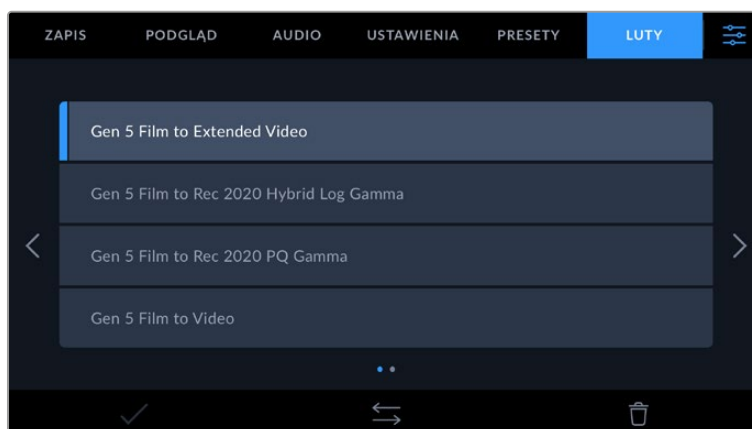 ZAPIS PODGLĄD AUDIO USTAWIENIA PRESETY LUTY
Gen 5 Film to Extended Video
Gen 5 Film to Rec 2020 Hybrid Log Gamma
Gen 5 Film to Rec 2020 PQ Gamma
Gen 5 Film to Video